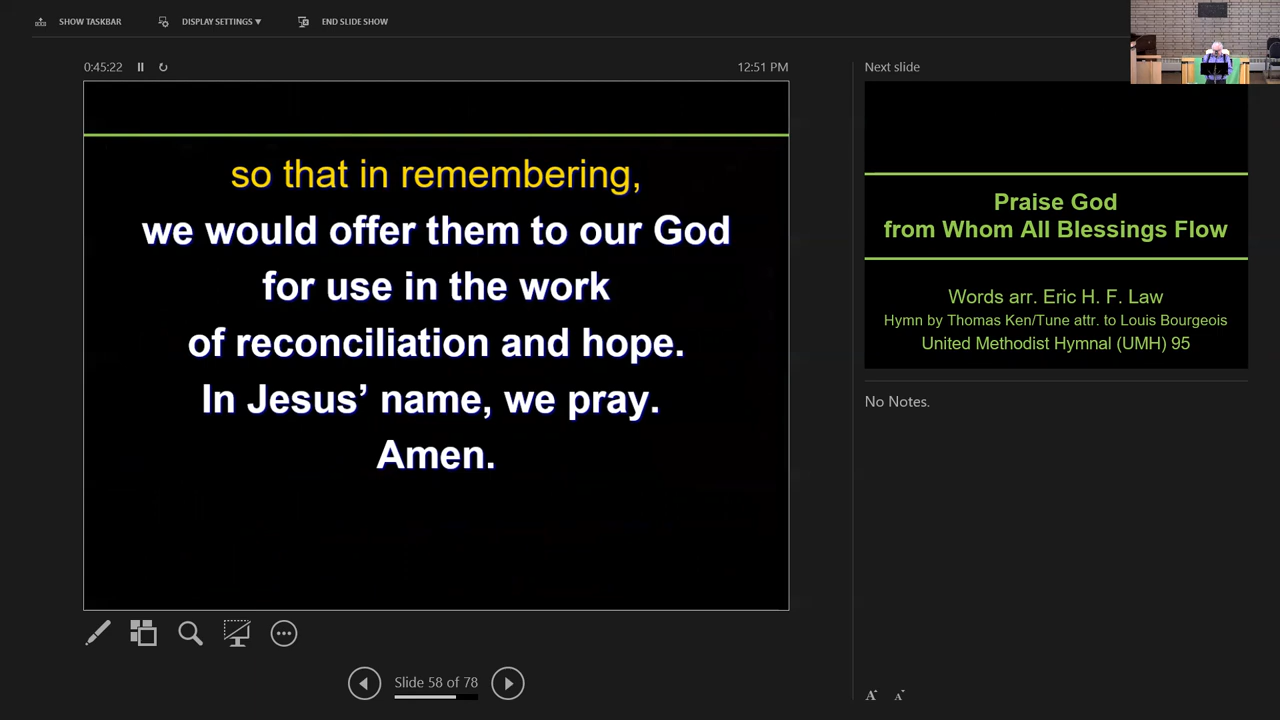 SHOW TASKBAR
DISPLAY SETTINGS ▼
END SLIDE SHOW
0:45:22
12:51 PM
so that in remembering,
we would offer them to our God
for use in the work
of reconciliation and hope.
In Jesus’ name, we pray.
Amen.
Slide 58 of 78
Next slide
Praise God
from Whom All Blessings Flow
Words arr. Eric H. F. Law
Hymn by Thomas Ken/Tune attr. to Louis Bourgeois
United Methodist Hymnal (UMH) 95
No Notes.
A A